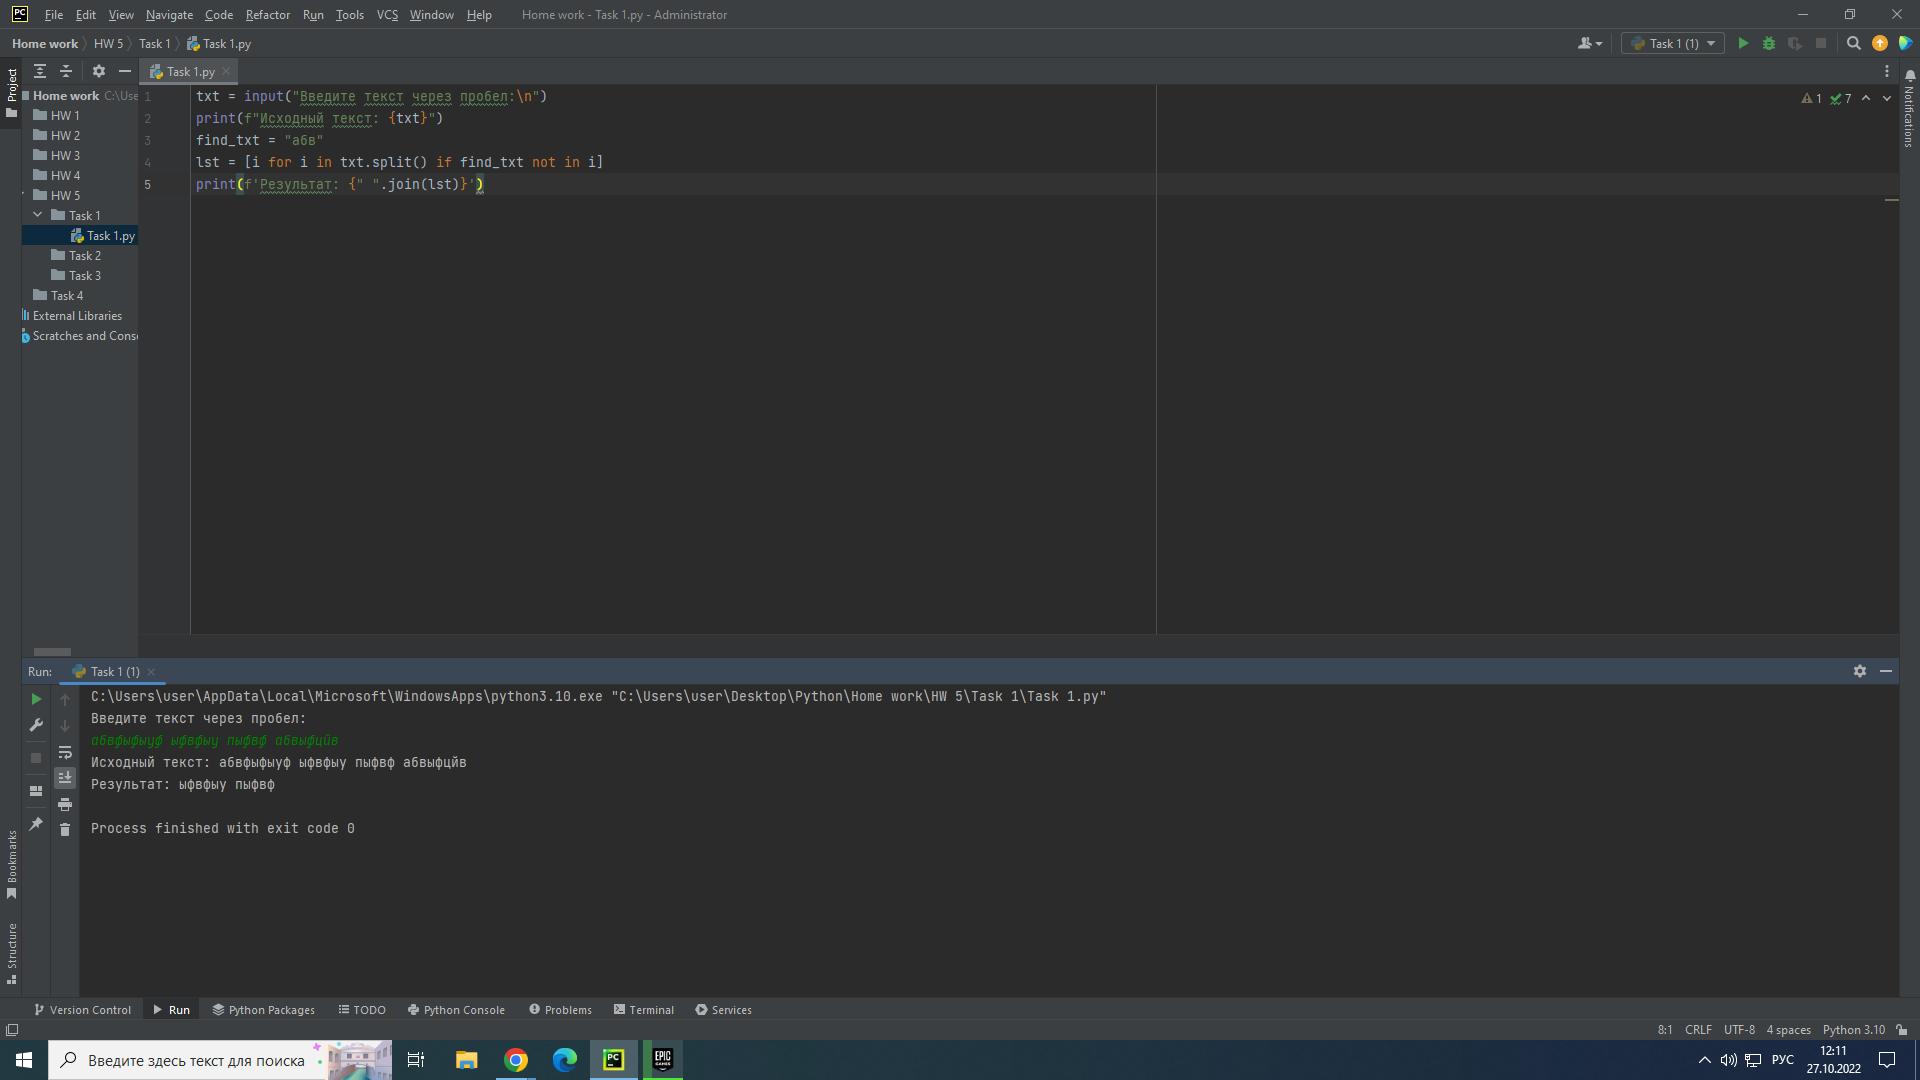 PC File Edit View Navigate Code Refactor Run Tools VCS Window Help Home work - Task 1.py - Administrator
Home work HW 5 Task 1 Task 1.py Task 1 (1)
Project
Task 1.py
Notifications
Home work C:\Use
HW 1
HW 2
HW 3
HW 4
HW 5
Task 1
Task 1.py
Task 2
Task 3
Task 4
External Libraries
Scratches and Conso
1 txt = input("Введите текст через пробел:\n")
2 print(f"Исходный текст: {txt}")
3 find_txt = "абв"
4 lst = [i for i in txt.split() if find_txt not in i]
5 print(f'Результат: {" ".join(lst)}')
1 7
Run: Task 1 (1)
C:\Users\user\AppData\Local\Microsoft\WindowsApps\python3.10.exe "C:\Users\user\Desktop\Python\Home work\HW 5\Task 1\Task 1.py"
Введите текст через пробел:
абвфыфыуф ыфвфыу пыфвф абвыфцйв
Исходный текст: абвфыфыуф ыфвфыу пыфвф абвыфцйв
Результат: ыфвфыу пыфвф
Process finished with exit code 0
Bookmarks
Structure
Version Control Run Python Packages TODO Python Console Problems Terminal Services
8:1 CRLF UTF-8 4 spaces Python 3.10
Введите здесь текст для поиска
PC
EPIC GAMES
РУС
12:11
27.10.2022